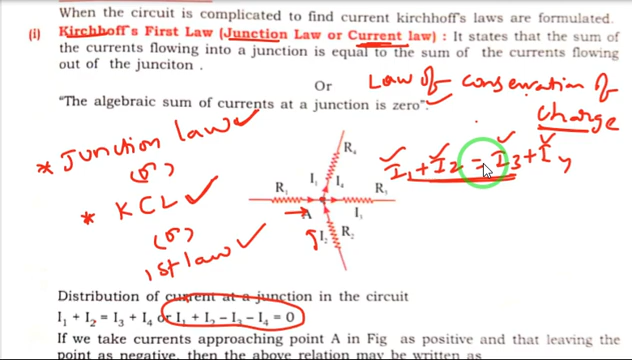 When the circuit is complicated to find current kirchhoff's laws are formulated.
(i) Kirchhoff's First Law (Junction Law or Current law) : It states that the sum of
the currents flowing into a junction is equal to the sum of the currents flowing
out of the junciton .
Or
Law of conservation of
charge
"The algebraic sum of currents at a junction is zero".
* Junction law
(or)
* KCL
(or)
1st law
I₁ + I₂ = I₃ + I₄
R₄
I₃ I₄
R₁ R₁
A I₁
I₂ R₂
Distribution of current at a junction in the circuit
I₁ + I₂ = I₃ + I₄ or I₁ + I₂ – I₃ – I₄ = 0
If we take currents approaching point A in Fig as positive and that leaving the
point as negative, then the above relation may be written as